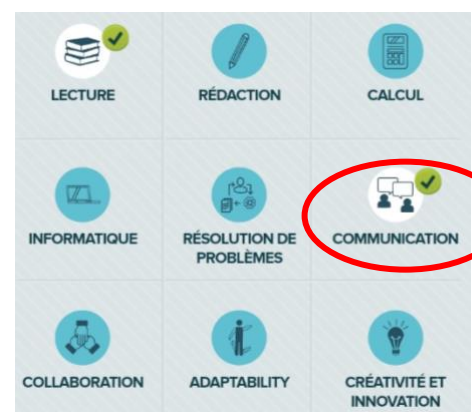 LECTURE
RÉDACTION
CALCUL
INFORMATIQUE
RÉSOLUTION DE
PROBLÈMES
COMMUNICATION
COLLABORATION
ADAPTABILITY
CRÉATIVITÉ ET
INNOVATION